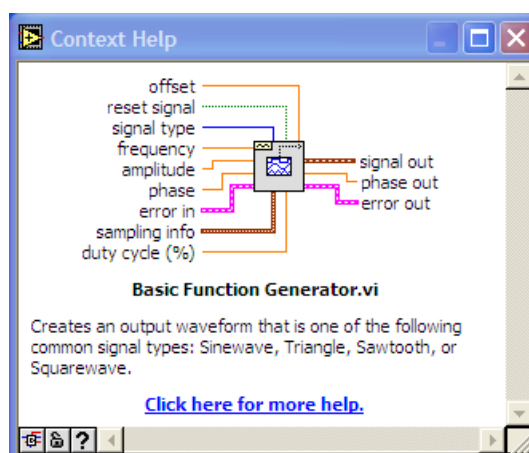 Context Help
offset
reset signal
signal type
frequency
amplitude
phase
error in
sampling info
duty cycle (%)
signal out
phase out
error out
Basic Function Generator.vi
Creates an output waveform that is one of the following
common signal types: Sinewave, Triangle, Sawtooth, or
Squarewave.
Click here for more help.
?